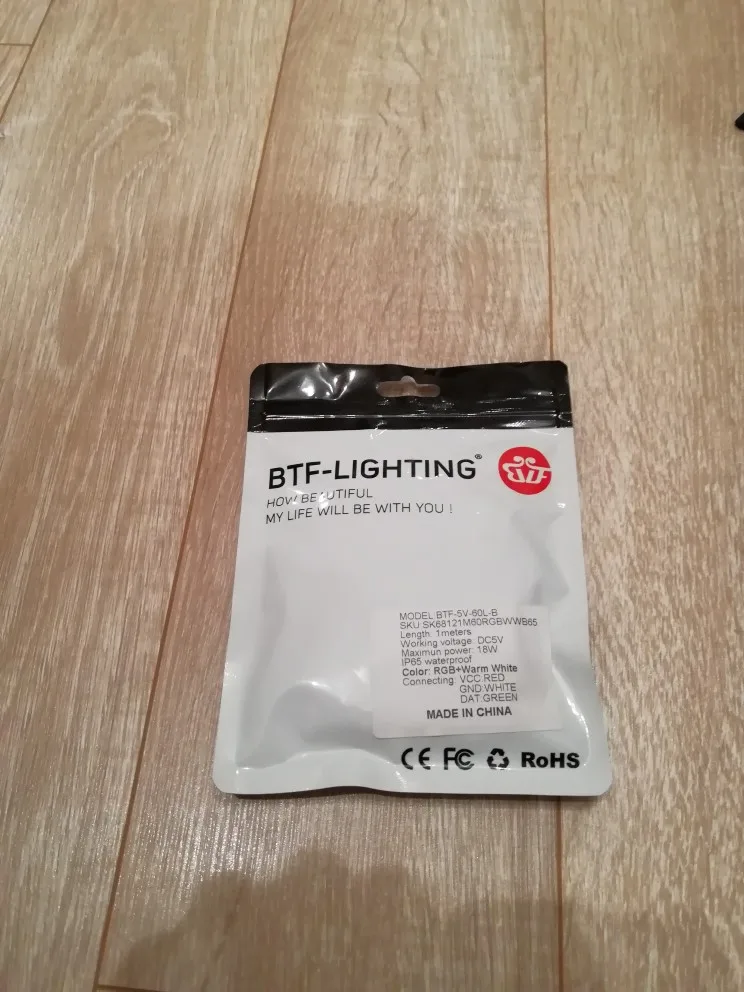 BTF-LIGHTING®
BTF
HOW BEAUTIFUL
MY LIFE WILL BE WITH YOU !
MODEL BTF-5V-60L-B
SKU SK68121M60RGBWWB65
Length: 1meters
Working voltage: DC5V
Maximun power: 18W
IP65 waterproof
Color: RGB+Warm White
Connecting: VCC.RED
GND.WHITE
DAT.GREEN
MADE IN CHINA
CE FC RoHS